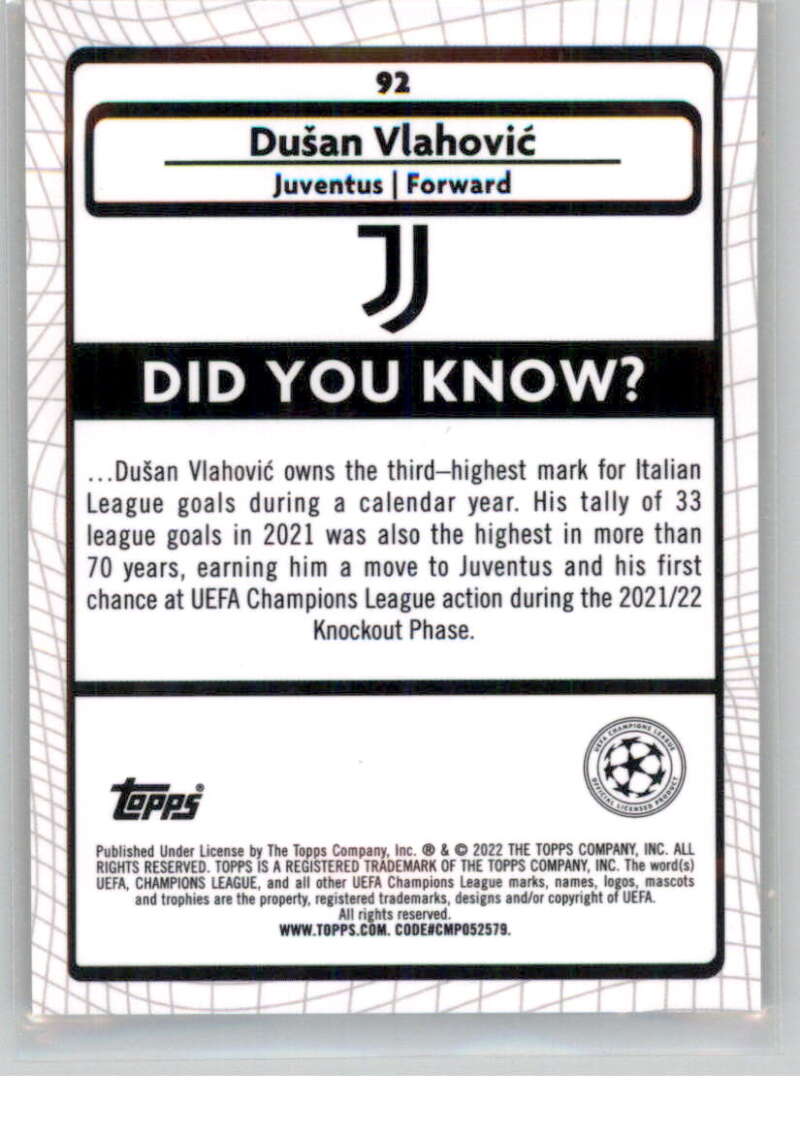 92
Dušan Vlahović
Juventus | Forward
DID YOU KNOW?
...Dušan Vlahović owns the third–highest mark for Italian
League goals during a calendar year. His tally of 33
league goals in 2021 was also the highest in more than
70 years, earning him a move to Juventus and his first
chance at UEFA Champions League action during the 2021/22
Knockout Phase.
UEFA CHAMPIONS LEAGUE
OFFICIAL LICENSED PRODUCT
topps®
Published Under License by The Topps Company, Inc. ® & © 2022 THE TOPPS COMPANY, INC. ALL
RIGHTS RESERVED. TOPPS IS A REGISTERED TRADEMARK OF THE TOPPS COMPANY, INC. The word(s)
UEFA, CHAMPIONS LEAGUE, and all other UEFA Champions League marks, names, logos, mascots
and trophies are the property, registered trademarks, designs and/or copyright of UEFA.
All rights reserved.
WWW.TOPPS.COM. CODE#CMP052579.